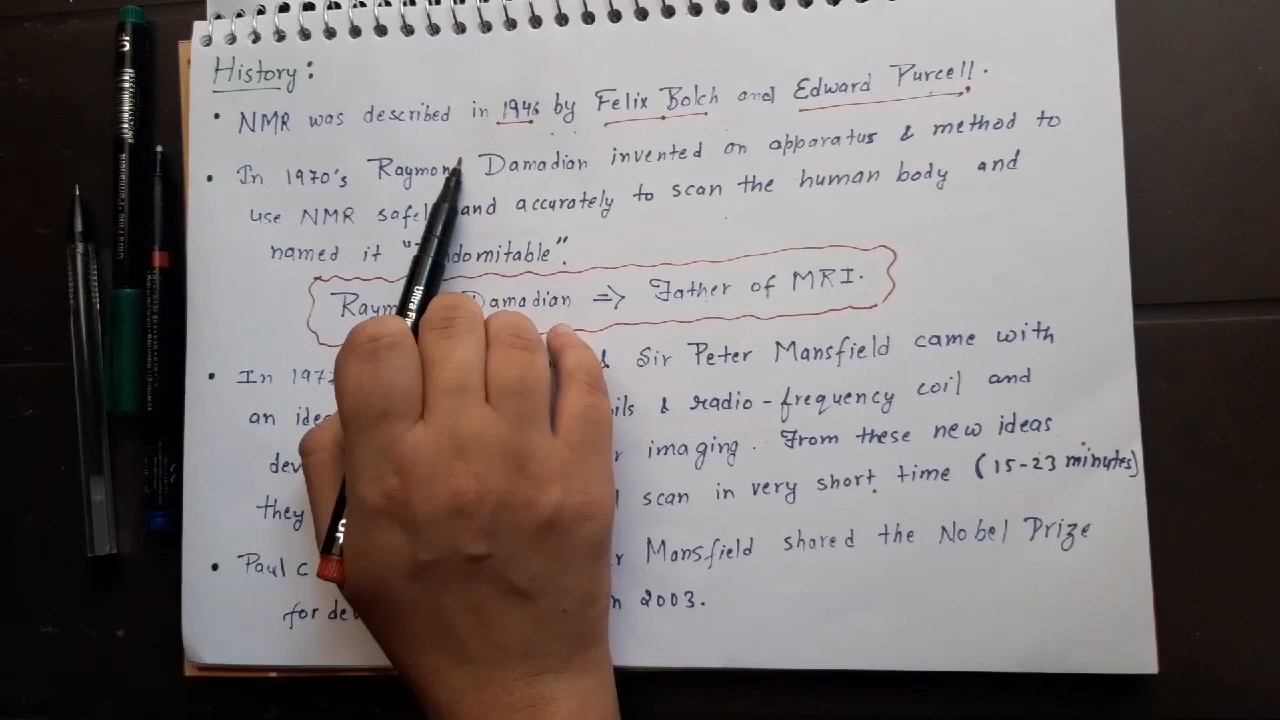 History:
• NMR was described in 1946 by Felix Bolch and Edward Purcell.
• In 1970's Raymon Damadian invented an apparatus & method to
use NMR safel and accurately to scan the human body and
named it " ndomitable".
Raym Damadian => Father of MRI.
• In 197 & Sir Peter Mansfield came with
an ide ils & radio-frequency coil and
dev r imaging. From these new ideas
they scan in very short time (15-23 minutes)
• Paul C r Mansfield shared the Nobel Prize
for dev n 2003.